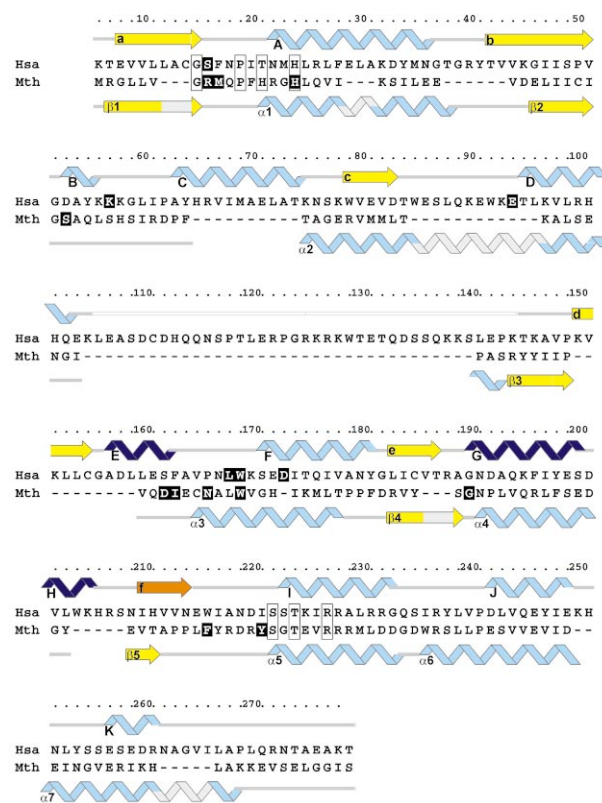 10 20 30 40 50
A
a b
Hsa KTEVVLLACGSFNPITNMHLRLFELAKDYMNGTGRYTVVKGIISPV
Mth MRGLLV---GRMQPFHRGHLQVI---KSILEE------VDELIICI
β1 α1 β2
60 70 80 90 100
B C c D
Hsa GDAYKKKGLIPAYHRVIMAELATKNSKWVEVDTWESLQKEWKETLKVLRH
Mth GSAQLSHSIRDPF----------TAGERVMMLT------------KALSE
α2
110 120 130 140 150
d
Hsa HQEKLEASDCDHQQNSPTLERPGRKRKWTETQDSSQKKSLEPKTKAVPKV
Mth NGI-------------------------------------PASRYYIIP-
β3
160 170 180 190 200
E F e G
Hsa KLLCGADLLESFAVPNLWKSEDITQIVANYGLICVTRAGNDAQKFIYESD
Mth --------VQDIECNALWVGH-IKMLTPPFDRVY---SGNPLVQRLFSED
α3 β4 α4
210 220 230 240 250
H f I J
Hsa VLWKHRSNIHVVNEWIANDISSTKIRRALRRGQSIRYLVPDLVQEYIEKH
Mth GY-----EVTAPPLFYRDRYSGTEVRRRMLDDGDWRSLLPESVVEVID--
β5 α5 α6
260 270
K
Hsa NLYSSESEDRNAGVILAPLQRNTAEAKT
Mth EINGVERIKH-----LAKKEVSELGGIS
α7